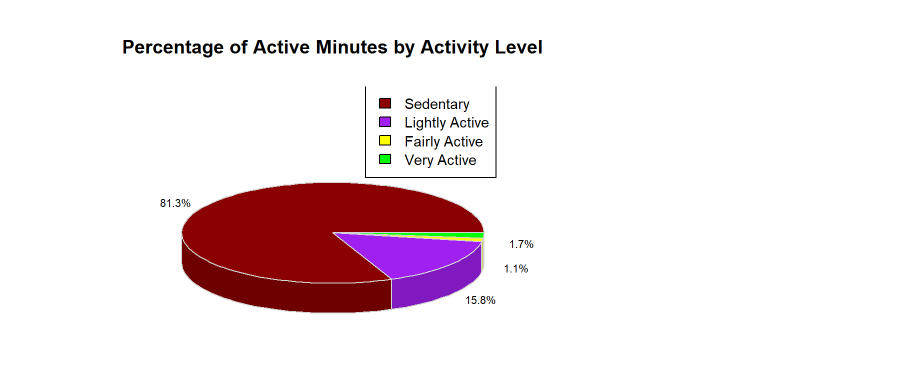 Percentage of Active Minutes by Activity Level
Sedentary
Lightly Active
Fairly Active
Very Active
81.3%
1.7%
1.1%
15.8%